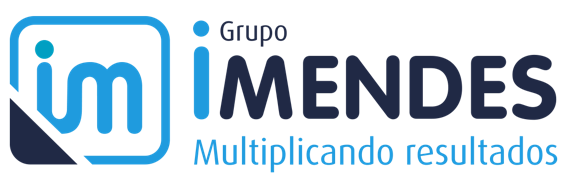 im
Grupo
iMENDES
Multiplicando resultados